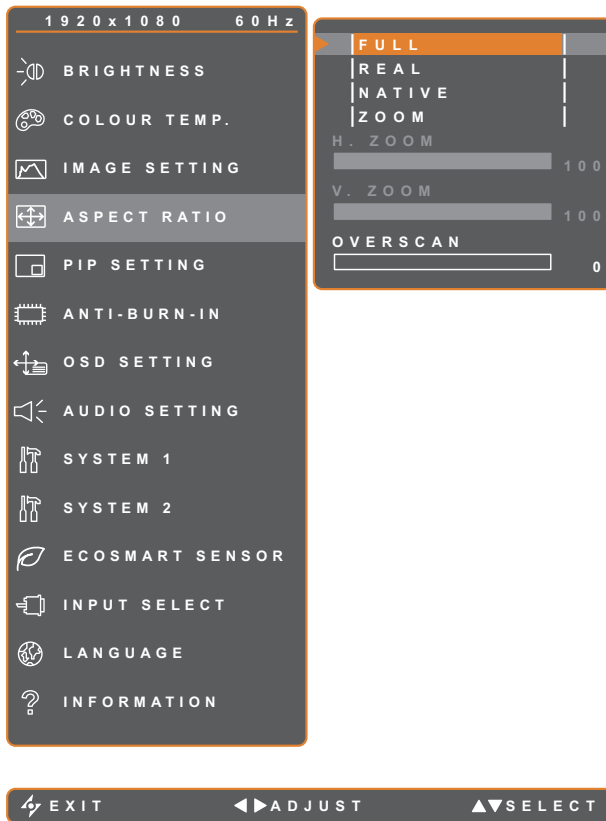 1920x1080 60Hz
BRIGHTNESS
COLOUR TEMP.
IMAGE SETTING
ASPECT RATIO
PIP SETTING
ANTI-BURN-IN
OSD SETTING
AUDIO SETTING
SYSTEM 1
SYSTEM 2
ECOSMART SENSOR
INPUT SELECT
LANGUAGE
INFORMATION
FULL
REAL
NATIVE
ZOOM
H. ZOOM
100
V. ZOOM
100
OVERSCAN
0
EXIT ◀▶ADJUST ▲▼SELECT